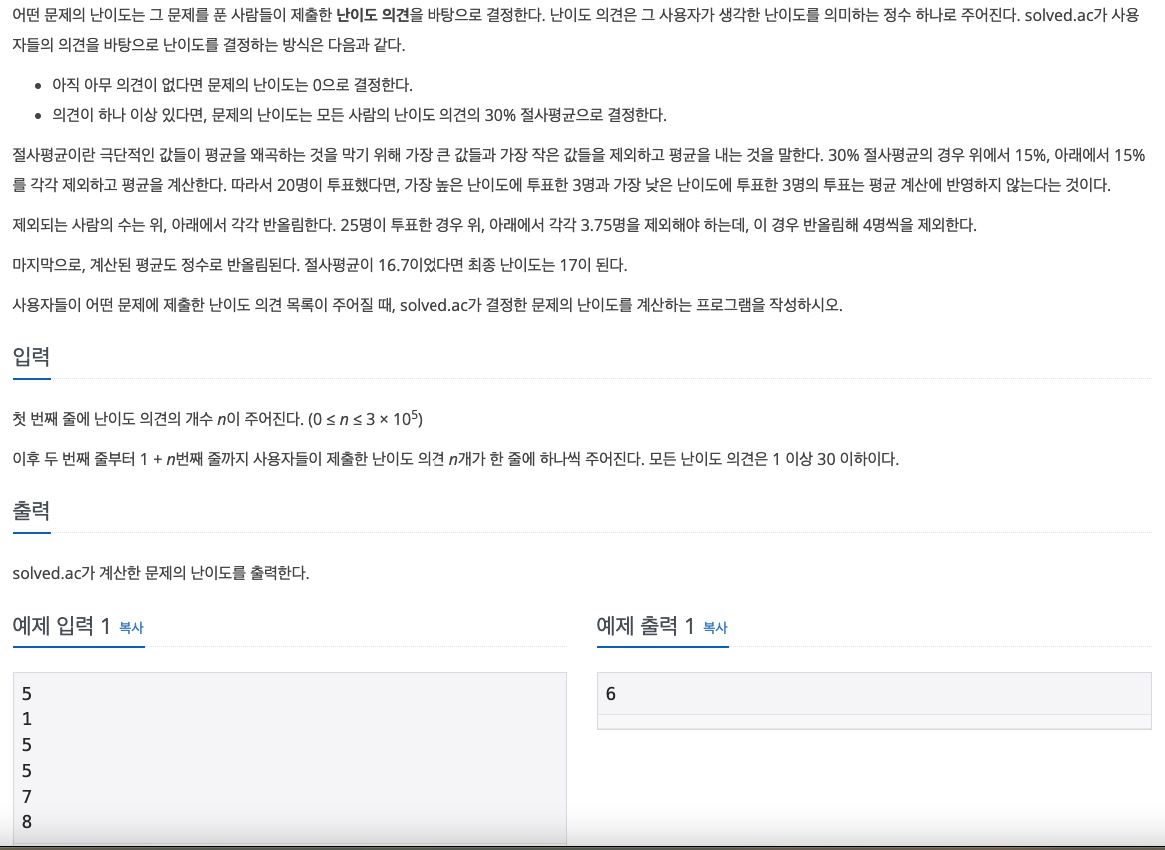 어떤 문제의 난이도는 그 문제를 푼 사람들이 제출한 난이도 의견을 바탕으로 결정한다. 난이도 의견은 그 사용자가 생각한 난이도를 의미하는 정수 하나로 주어진다. solved.ac가 사용
자들의 의견을 바탕으로 난이도를 결정하는 방식은 다음과 같다.
• 아직 아무 의견이 없다면 문제의 난이도는 0으로 결정한다.
• 의견이 하나 이상 있다면, 문제의 난이도는 모든 사람의 난이도 의견의 30% 절사평균으로 결정한다.
절사평균이란 극단적인 값들이 평균을 왜곡하는 것을 막기 위해 가장 큰 값들과 가장 작은 값들을 제외하고 평균을 내는 것을 말한다. 30% 절사평균의 경우 위에서 15%, 아래에서 15%
를 각각 제외하고 평균을 계산한다. 따라서 20명이 투표했다면, 가장 높은 난이도에 투표한 3명과 가장 낮은 난이도에 투표한 3명의 투표는 평균 계산에 반영하지 않는다는 것이다.
제외되는 사람의 수는 위, 아래에서 각각 반올림한다. 25명이 투표한 경우 위, 아래에서 각각 3.75명을 제외해야 하는데, 이 경우 반올림해 4명씩을 제외한다.
마지막으로, 계산된 평균도 정수로 반올림된다. 절사평균이 16.7이었다면 최종 난이도는 17이 된다.
사용자들이 어떤 문제에 제출한 난이도 의견 목록이 주어질 때, solved.ac가 결정한 문제의 난이도를 계산하는 프로그램을 작성하시오.
입력
첫 번째 줄에 난이도 의견의 개수 n이 주어진다. (0 ≤ n ≤ 3 × 10⁵)
이후 두 번째 줄부터 1 + n번째 줄까지 사용자들이 제출한 난이도 의견 n개가 한 줄에 하나씩 주어진다. 모든 난이도 의견은 1 이상 30 이하이다.
출력
solved.ac가 계산한 문제의 난이도를 출력한다.
예제 입력 1 복사
5
1
5
5
7
8
예제 출력 1 복사
6